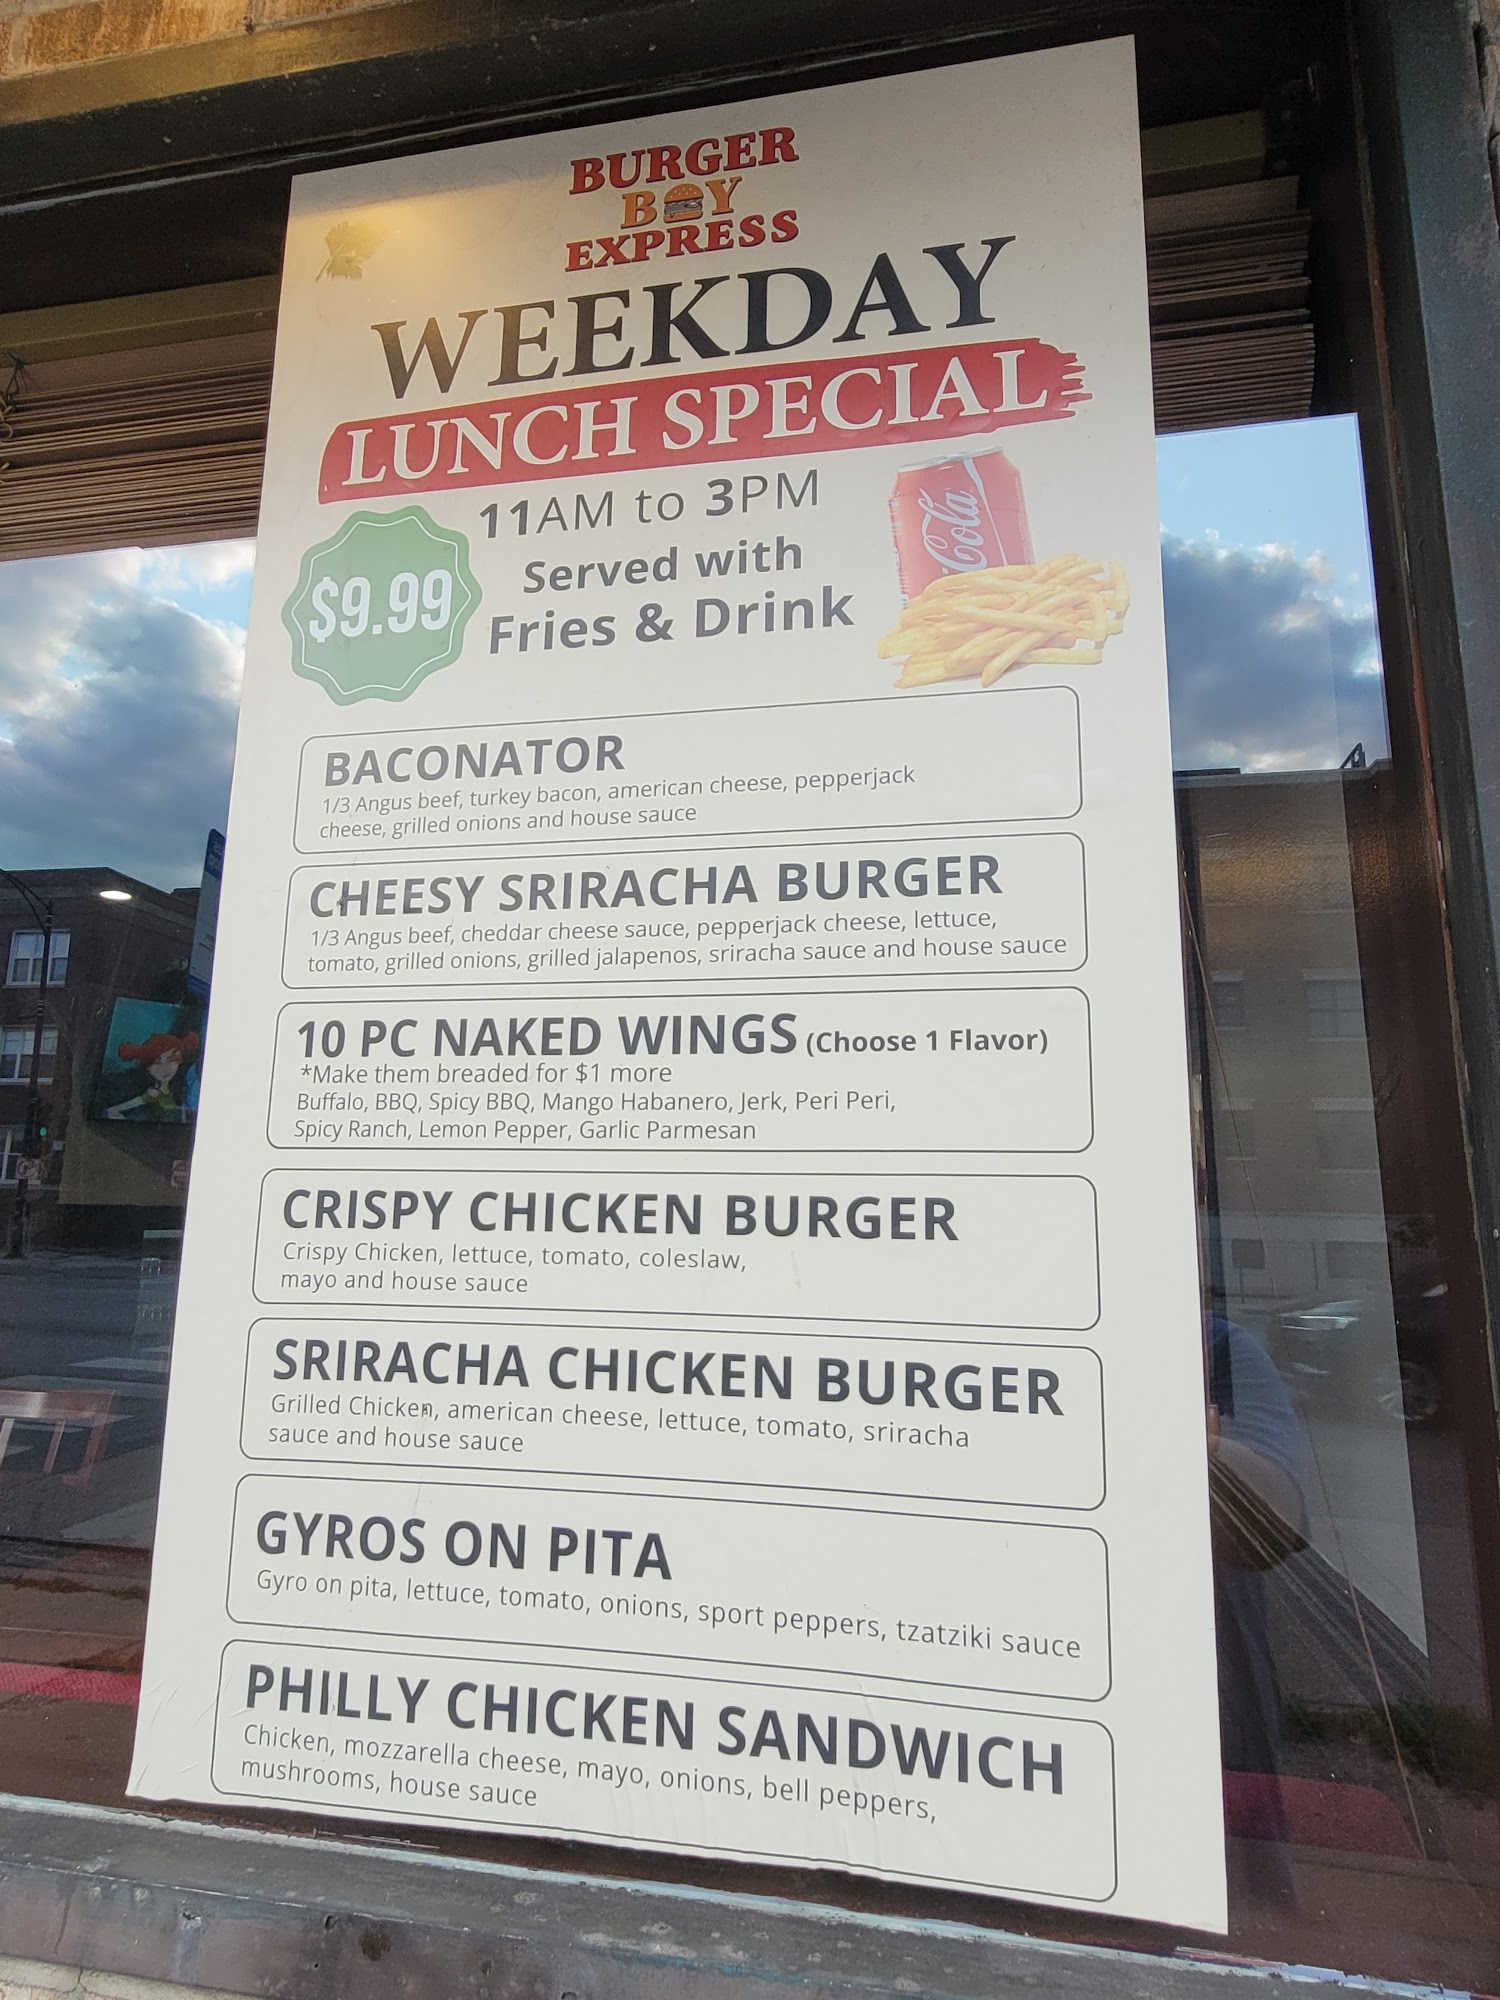 BURGER
BOY
EXPRESS
WEEKDAY
LUNCH SPECIAL
11AM to 3PM
Served with
Fries & Drink
$9.99
Cola
BACONATOR
1/3 Angus beef, turkey bacon, american cheese, pepperjack
cheese, grilled onions and house sauce
CHEESY SRIRACHA BURGER
1/3 Angus beef, cheddar cheese sauce, pepperjack cheese, lettuce,
tomato, grilled onions, grilled jalapenos, sriracha sauce and house sauce
10 PC NAKED WINGS (Choose 1 Flavor)
*Make them breaded for $1 more
Buffalo, BBQ, Spicy BBQ, Mango Habanero, Jerk, Peri Peri,
Spicy Ranch, Lemon Pepper, Garlic Parmesan
CRISPY CHICKEN BURGER
Crispy Chicken, lettuce, tomato, coleslaw,
mayo and house sauce
SRIRACHA CHICKEN BURGER
Grilled Chicken, american cheese, lettuce, tomato, sriracha
sauce and house sauce
GYROS ON PITA
Gyro on pita, lettuce, tomato, onions, sport peppers, tzatziki sauce
PHILLY CHICKEN SANDWICH
Chicken, mozzarella cheese, mayo, onions, bell peppers,
mushrooms, house sauce